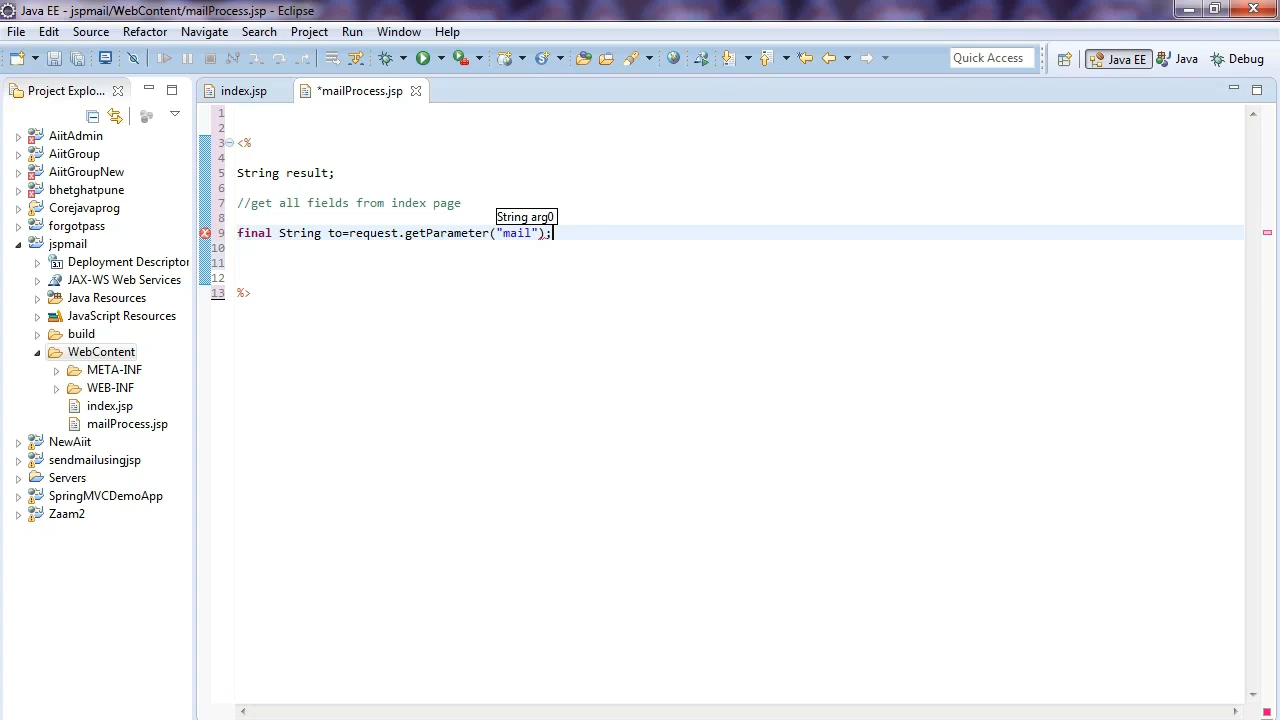 Java EE - jspmail/WebContent/mailProcess.jsp - Eclipse
File Edit Source Refactor Navigate Search Project Run Window Help
Quick Access Java EE Java Debug
Project Explo... index.jsp *mailProcess.jsp
AiitAdmin
AiitGroup
AiitGroupNew
bhetghatpune
Corejavaprog
forgotpass
jspmail
Deployment Descriptor
JAX-WS Web Services
Java Resources
JavaScript Resources
build
WebContent
META-INF
WEB-INF
index.jsp
mailProcess.jsp
NewAiit
sendmailusingjsp
Servers
SpringMVCDemoApp
Zaam2
1
2
3 <%
4
5 String result;
6
7 //get all fields from index page
8 String arg0
9 final String to=request.getParameter("mail");
10
11
12
13 %>